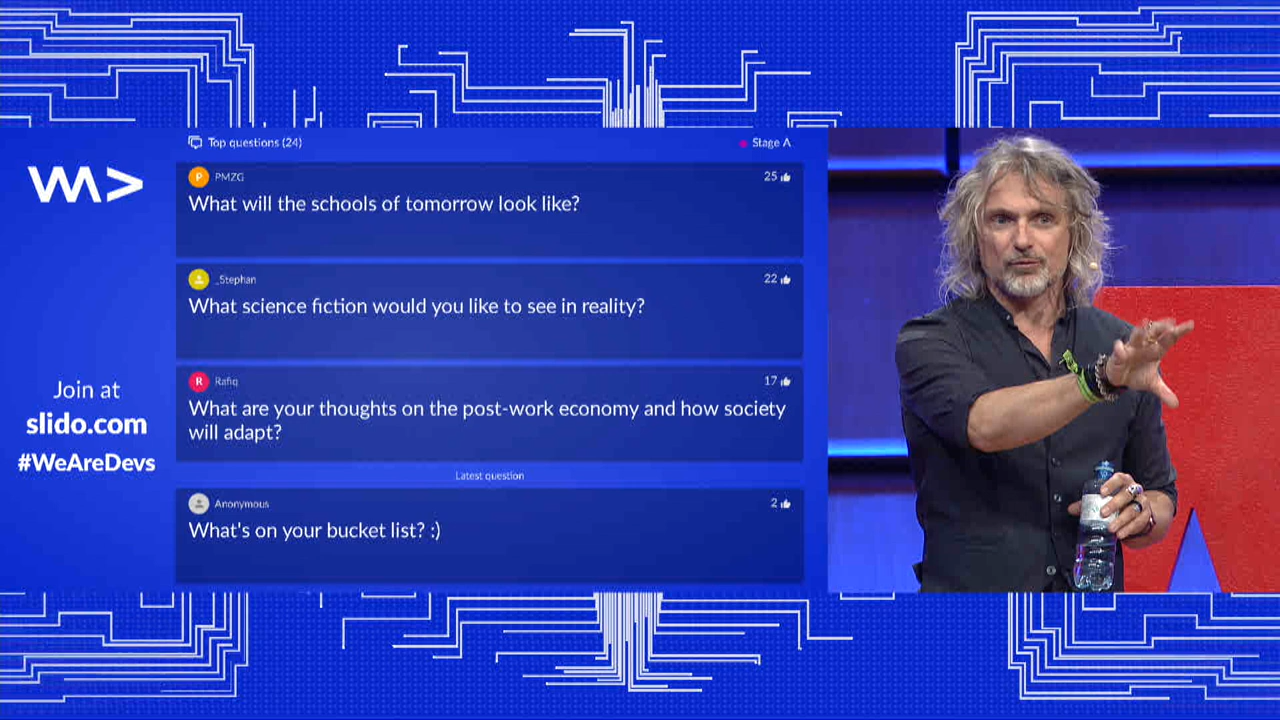 Top questions (24)
Stage A
WA>
P
PMZG
25
What will the schools of tomorrow look like?
_Stephan
22
What science fiction would you like to see in reality?
Join at
slido.com
#WeAreDevs
R
Rafiq
17
What are your thoughts on the post-work economy and how society
will adapt?
Latest question
Anonymous
2
What's on your bucket list? :)